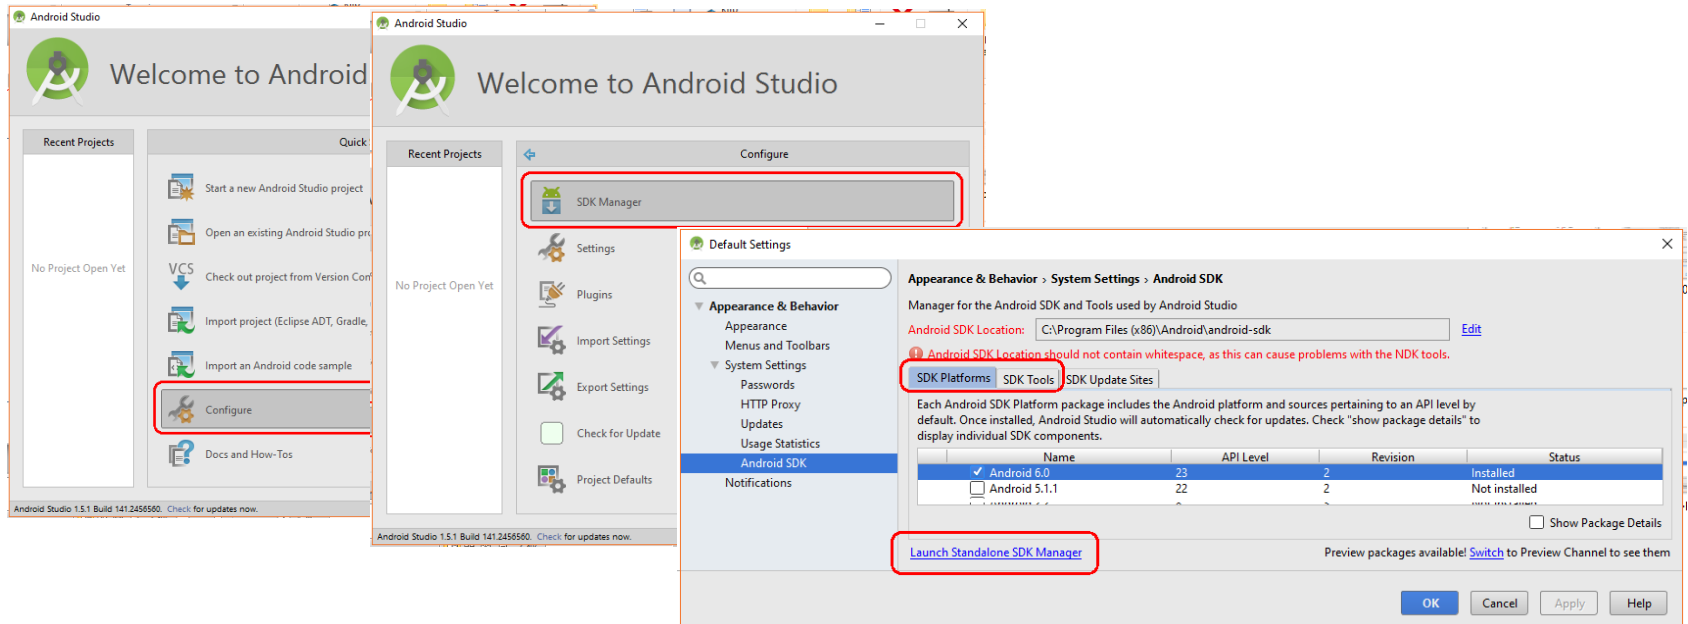 Android Studio
Welcome to Android
Recent Projects
Quick
No Project Open Yet
Start a new Android Studio project
Open an existing Android Studio
Check out project from Version
Import project (Eclipse ADT, Gradle,
Import an Android code sample
Configure
Docs and How-Tos
Android Studio 1.5.1 Build 141.2456560. Check for updates now.
Android Studio
Welcome to Android Studio
Recent Projects
Configure
No Project Open Yet
SDK Manager
Settings
Plugins
Import Settings
Export Settings
Check for Update
Project Defaults
Android Studio 1.5.1 Build 141.2456560. Check for updates now.
Default Settings
Appearance & Behavior
Appearance
Menus and Toolbars
System Settings
Passwords
HTTP Proxy
Updates
Usage Statistics
Android SDK
Notifications
Appearance & Behavior › System Settings › Android SDK
Manager for the Android SDK and Tools used by Android Studio
Android SDK Location: C:\Program Files (x86)\Android\android-sdk Edit
Android SDK Location should not contain whitespace, as this can cause problems with the NDK tools.
SDK Platforms SDK Tools SDK Update Sites
Each Android SDK Platform package includes the Android platform and sources pertaining to an API level by
default. Once installed, Android Studio will automatically check for updates. Check "show package details" to
display individual SDK components.
Name API Level Revision Status
Android 6.0 23 2 Installed
Android 5.1.1 22 2 Not installed
Show Package Details
Launch Standalone SDK Manager Preview packages available! Switch to Preview Channel to see them
OK Cancel Apply Help